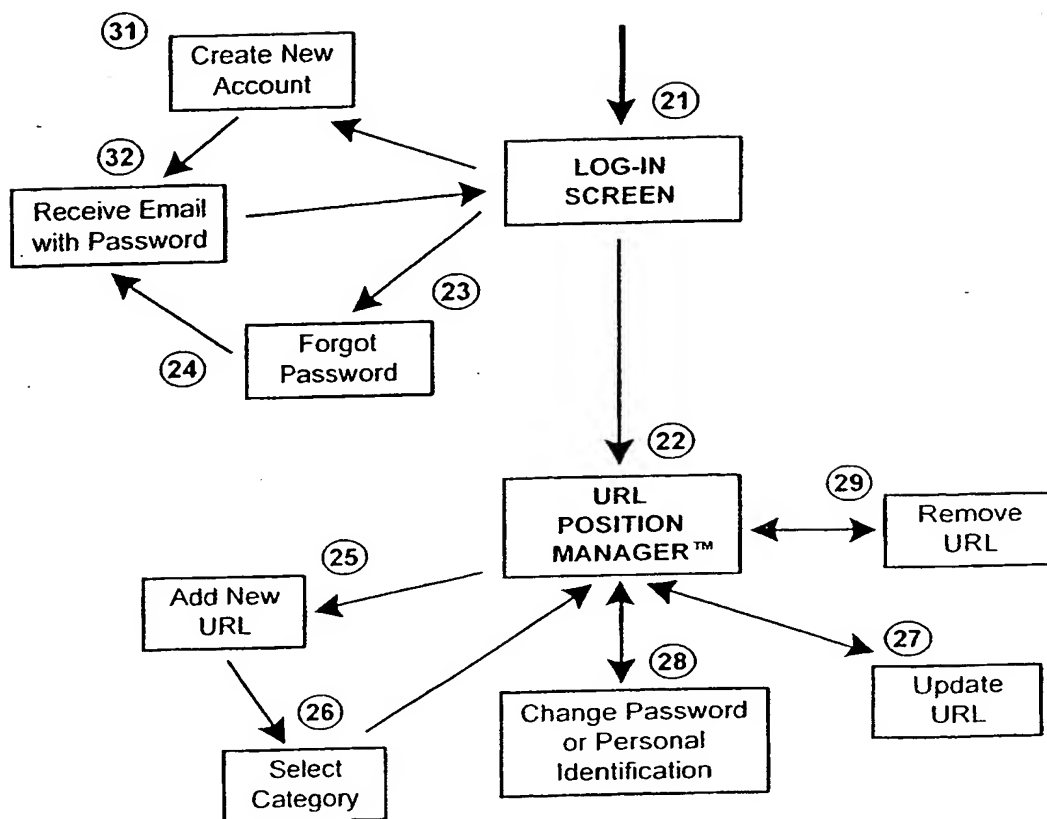 31
Create New
Account
21
LOG-IN
SCREEN
32
Receive Email
with Password
23
Forgot
Password
24
22
URL
POSITION
MANAGER™
29
Remove
URL
25
Add New
URL
27
Update
URL
28
Change Password
or Personal
Identification
26
Select
Category